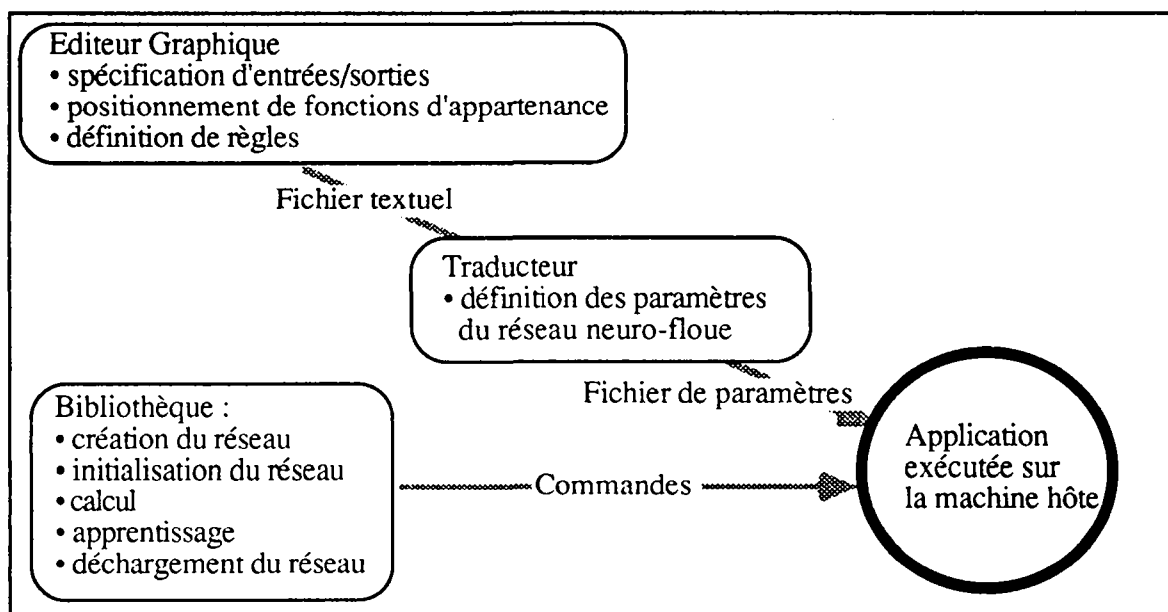 Editeur Graphique
• spécification d'entrées/sorties
• positionnement de fonctions d'appartenance
• définition de règles
Fichier textuel
Traducteur
• définition des paramètres
du réseau neuro-floue
Fichier de paramètres
Bibliothèque :
• création du réseau
• initialisation du réseau
• calcul
• apprentissage
• déchargement du réseau
Commandes
Application
exécutée sur
la machine hôte